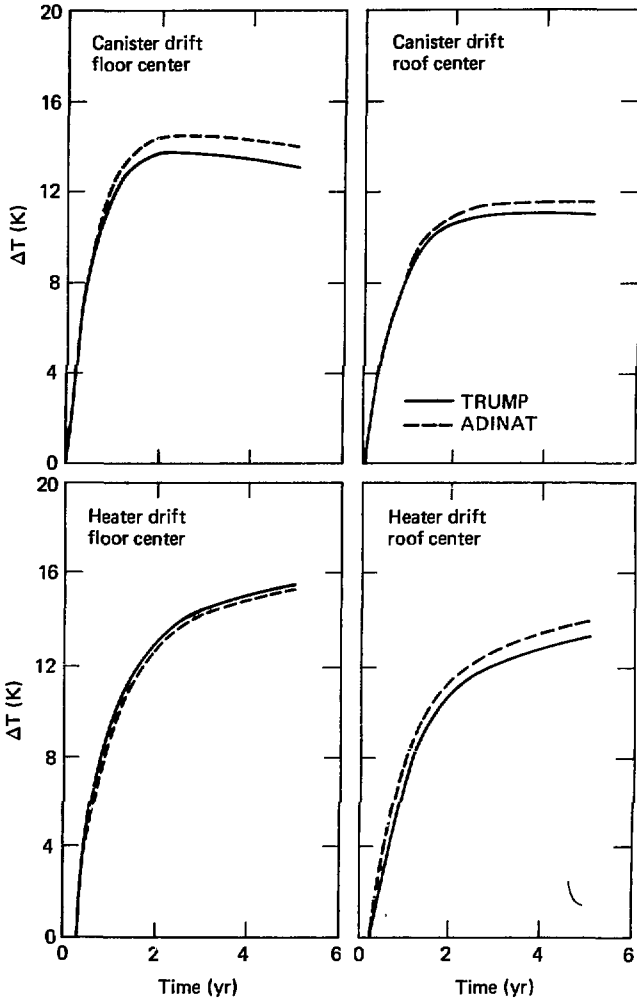 20
16
12
8
4
0
ΔT (K)
Canister drift
floor center
Canister drift
roof center
TRUMP
ADINAT
20
16
12
8
4
0
ΔT (K)
Heater drift
floor center
Heater drift
roof center
0
2
4
6
0
2
4
6
Time (yr)
Time (yr)